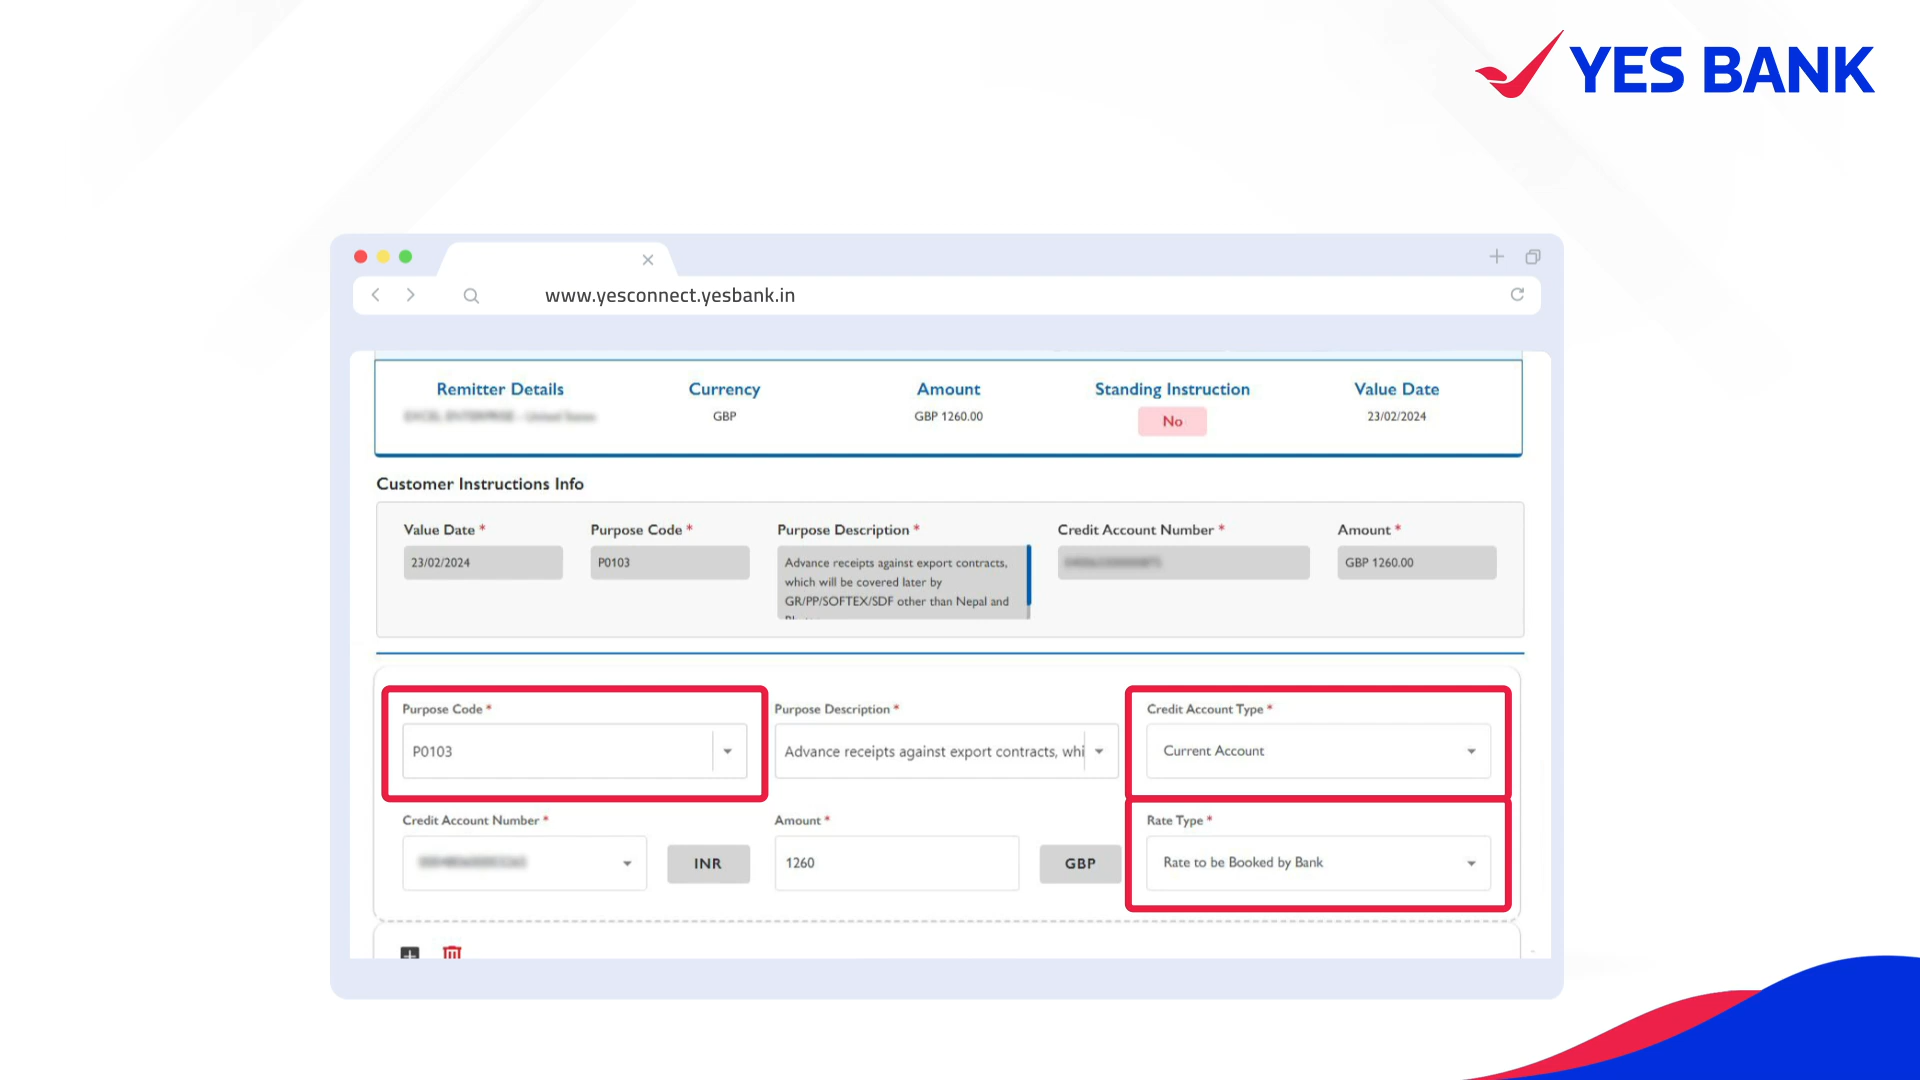 YES BANK
www.yesconnect.yesbank.in
Remitter Details Currency Amount Standing Instruction Value Date
GBP GBP 1260.00 No 23/02/2024
Customer Instructions Info
Value Date * Purpose Code * Purpose Description * Credit Account Number * Amount *
23/02/2024 P0103 Advance receipts against export contracts, GBP 1260.00
which will be covered later by
GR/PP/SOFTEX/SDF other than Nepal and
Purpose Code * Purpose Description * Credit Account Type *
P0103 Advance receipts against export contracts, whi Current Account
Credit Account Number * Amount * Rate Type *
INR 1260 GBP Rate to be Booked by Bank